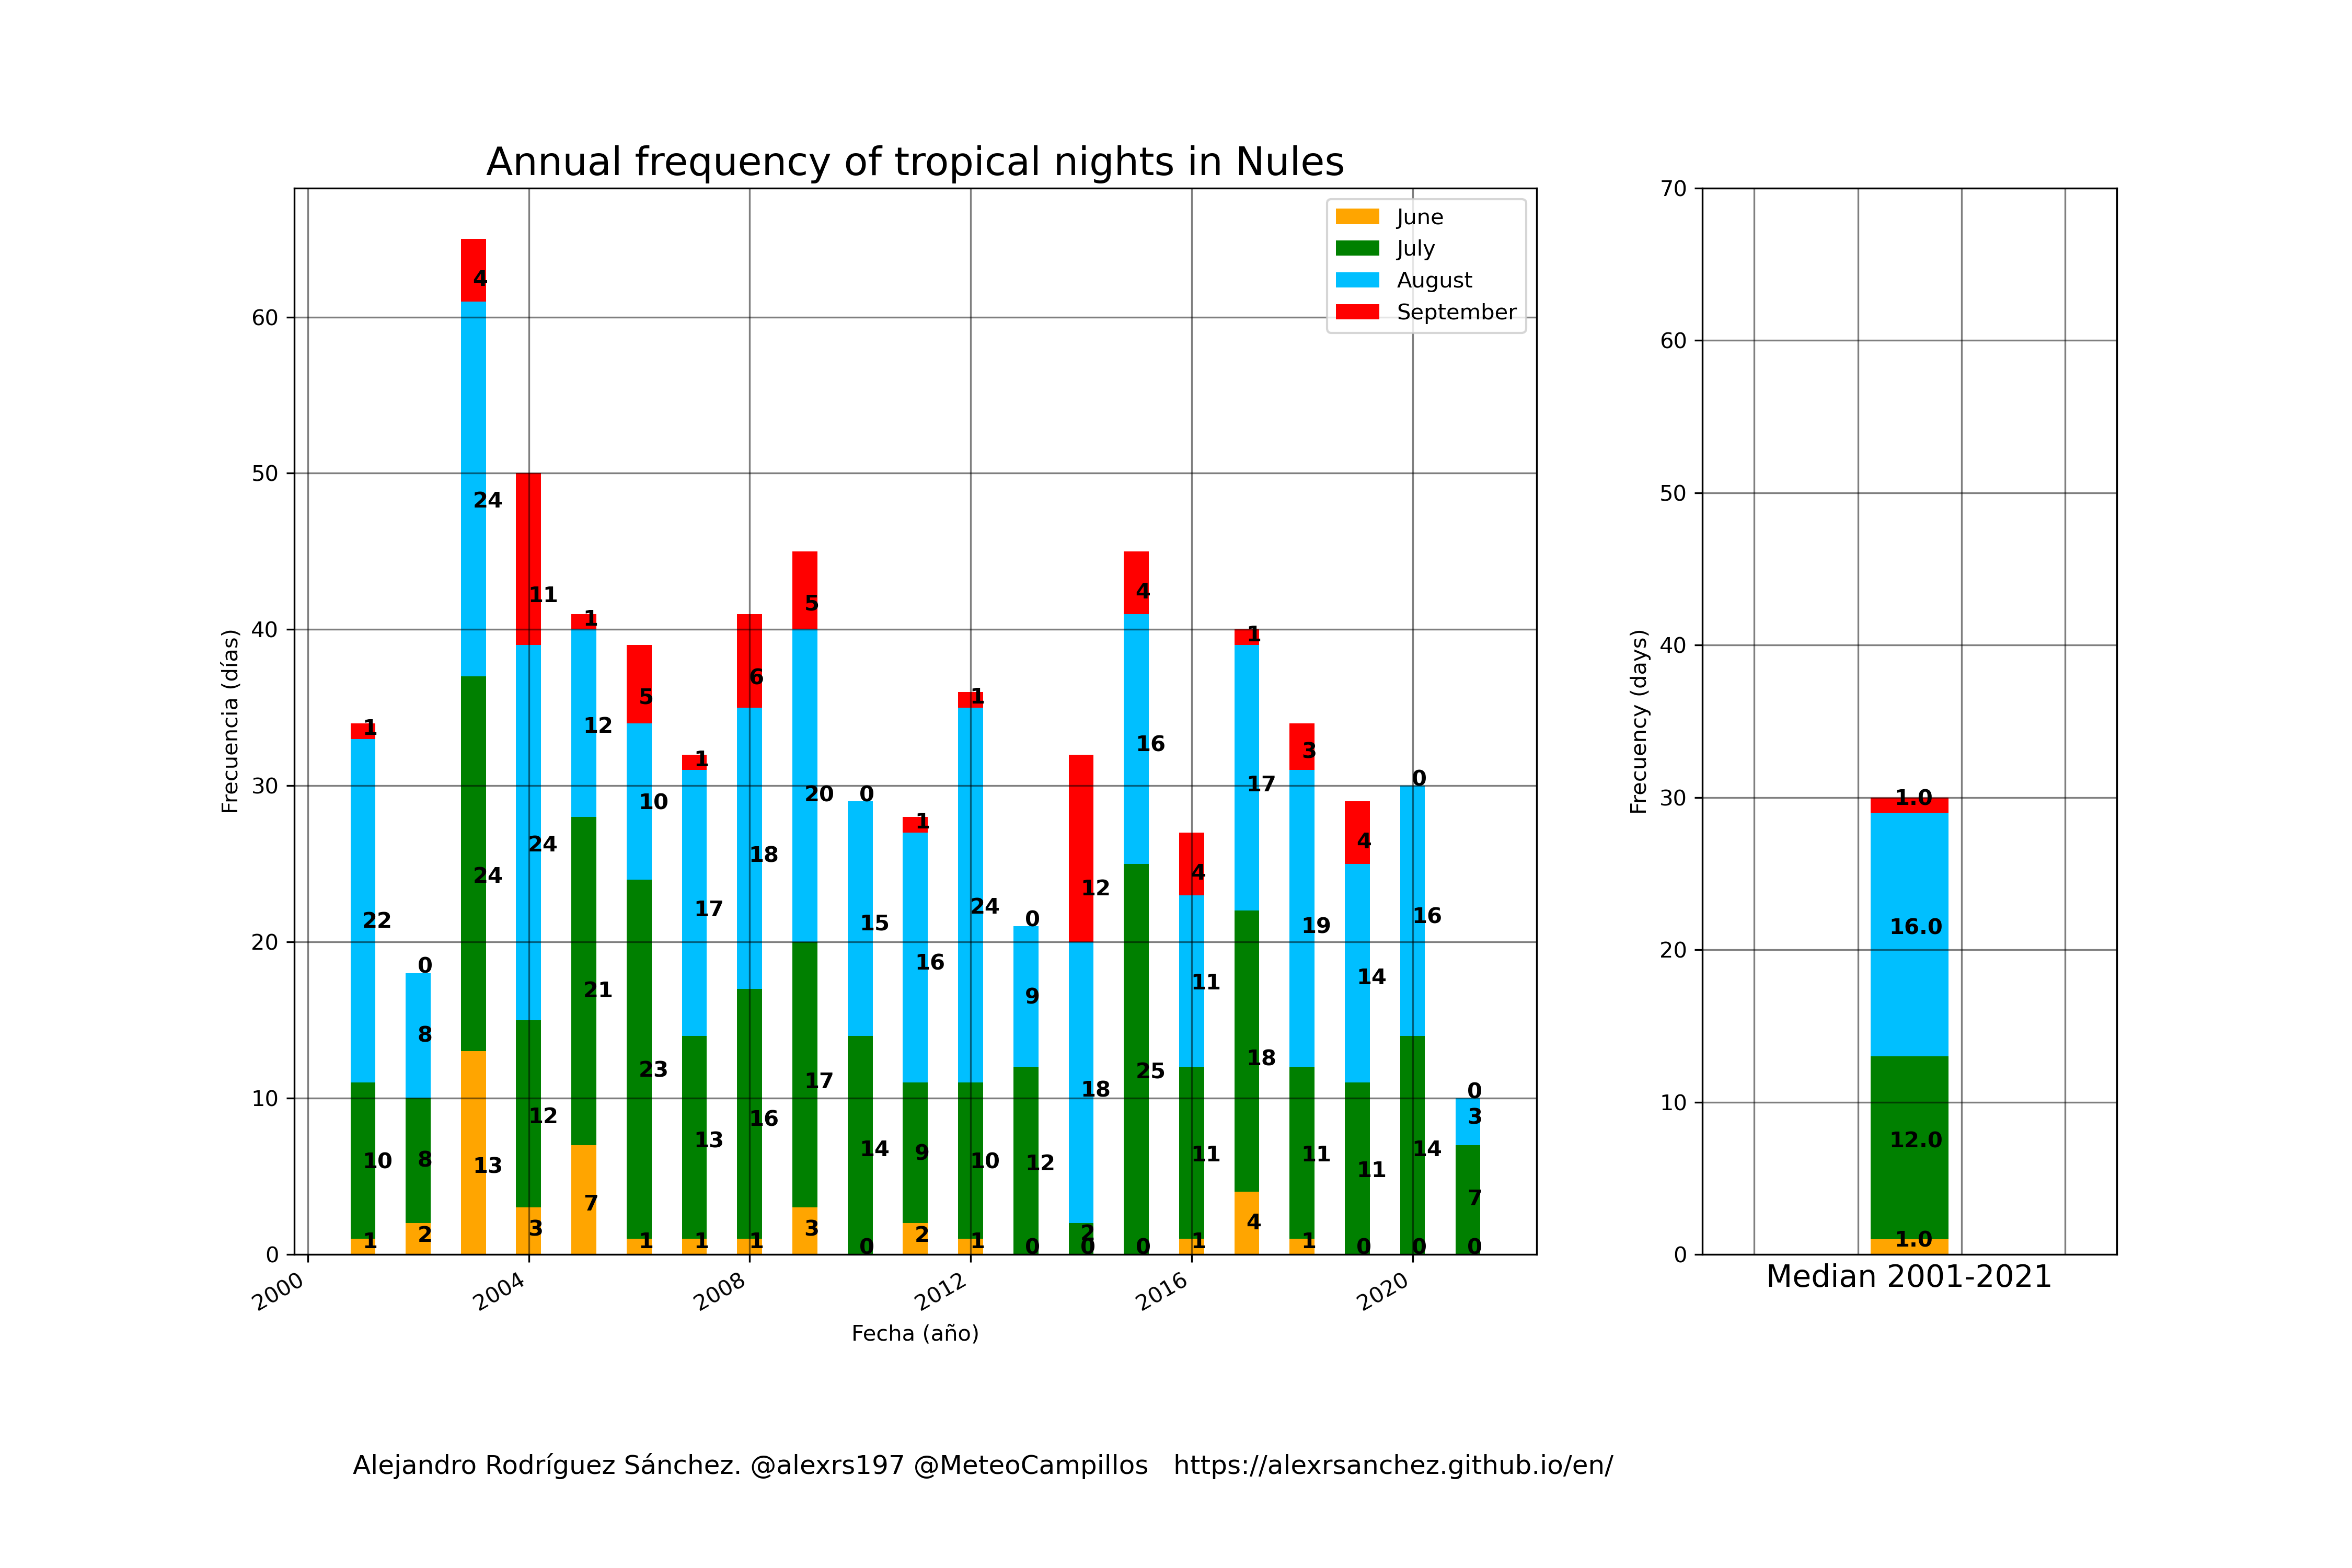 Annual frequency of tropical nights in Nules
June
July
August
September
Frecuencia (días)
60
50
40
30
20
10
0
1 22 10 1
0 8 8 2
4 24 24 13
11 24 12 3
1 12 21 7
5 10 23 1
1 17 13 1
6 18 16 1
5 20 17 3
0 15 14 0
1 16 9 2
1 24 10 1
0 9 12 0
12 18 2 0
4 16 25 0
4 11 11 1
1 17 18 4
3 19 11 1
4 14 11 0
0 16 14 0
0 3 7 0
2000 2004 2008 2012 2016 2020
Fecha (año)
Frecuency (days)
70
60
50
40
30
20
10
0
1.0
16.0
12.0
1.0
Median 2001-2021
Alejandro Rodríguez Sánchez. @alexrs197 @MeteoCampillos https://alexrsanchez.github.io/en/